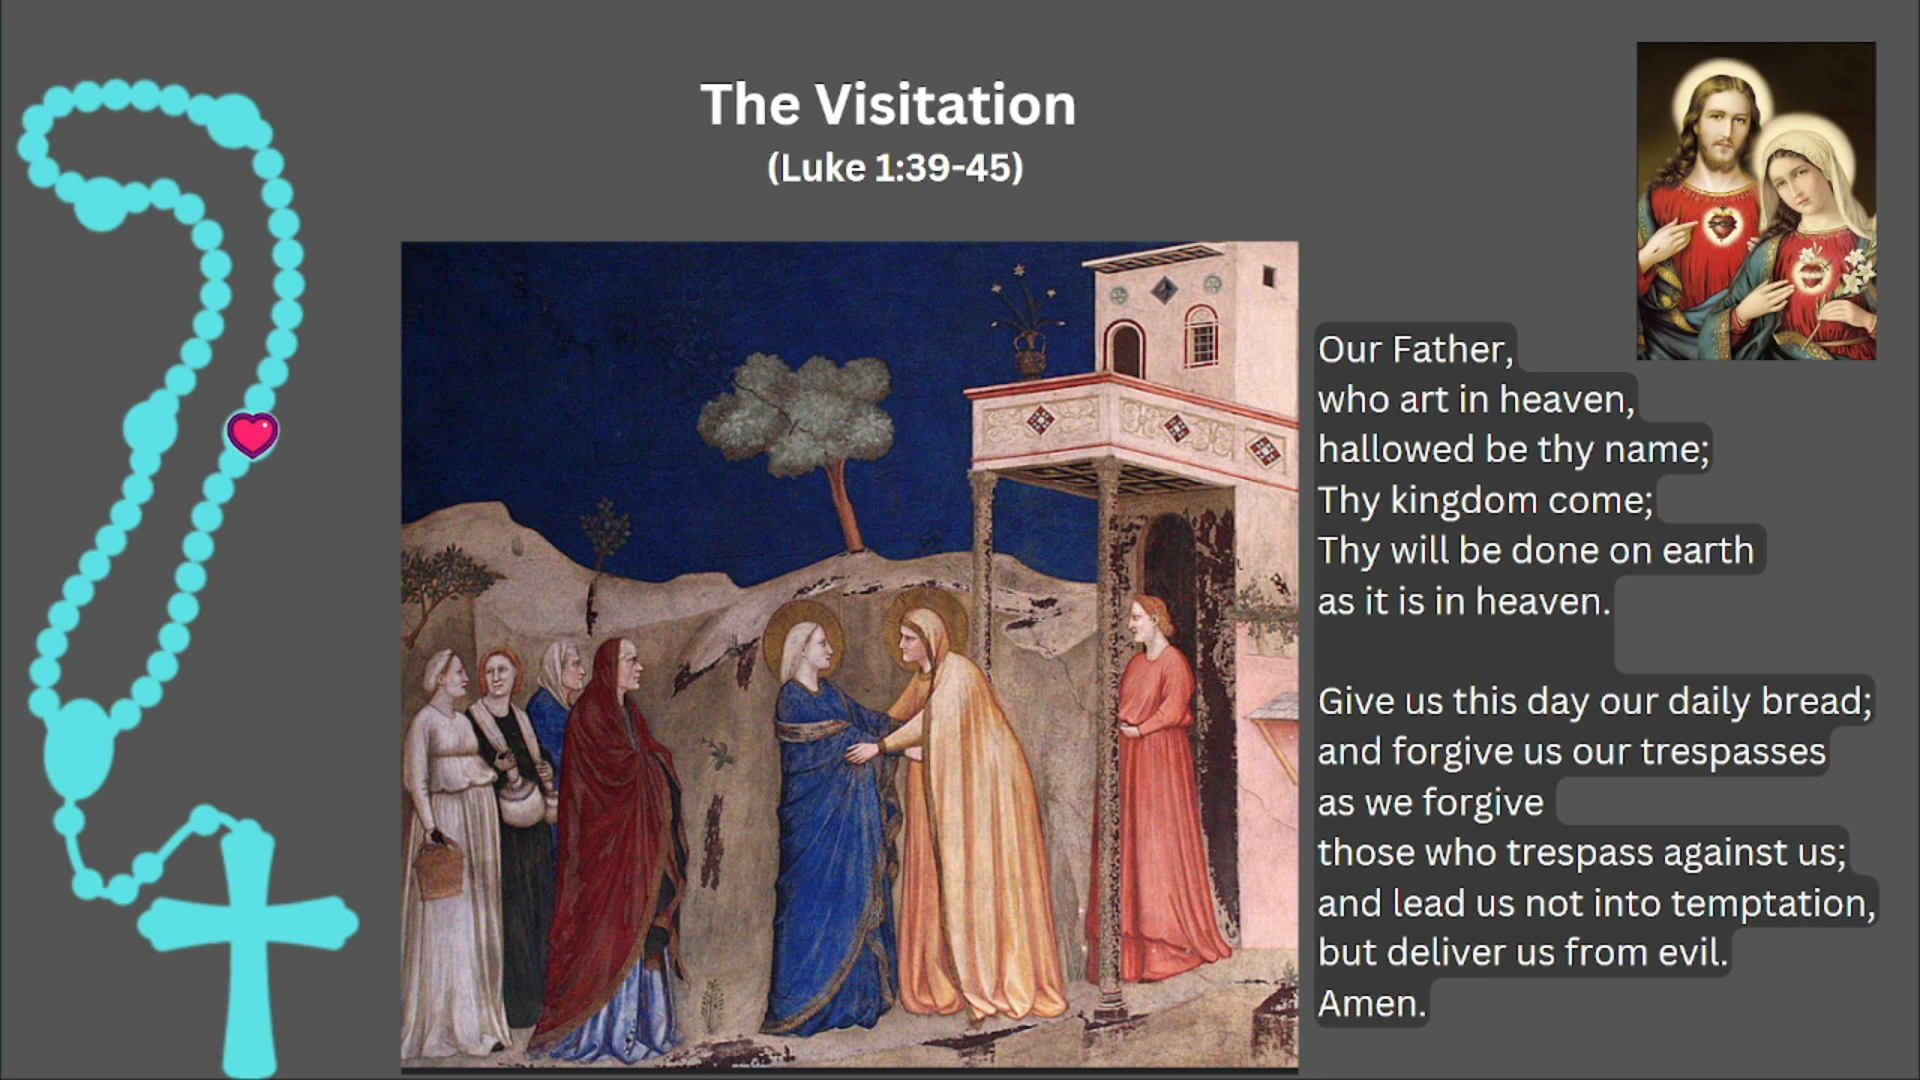 The Visitation
(Luke 1:39-45)
Our Father,
who art in heaven,
hallowed be thy name;
Thy kingdom come;
Thy will be done on earth
as it is in heaven.
Give us this day our daily bread;
and forgive us our trespasses
as we forgive
those who trespass against us;
and lead us not into temptation,
but deliver us from evil.
Amen.